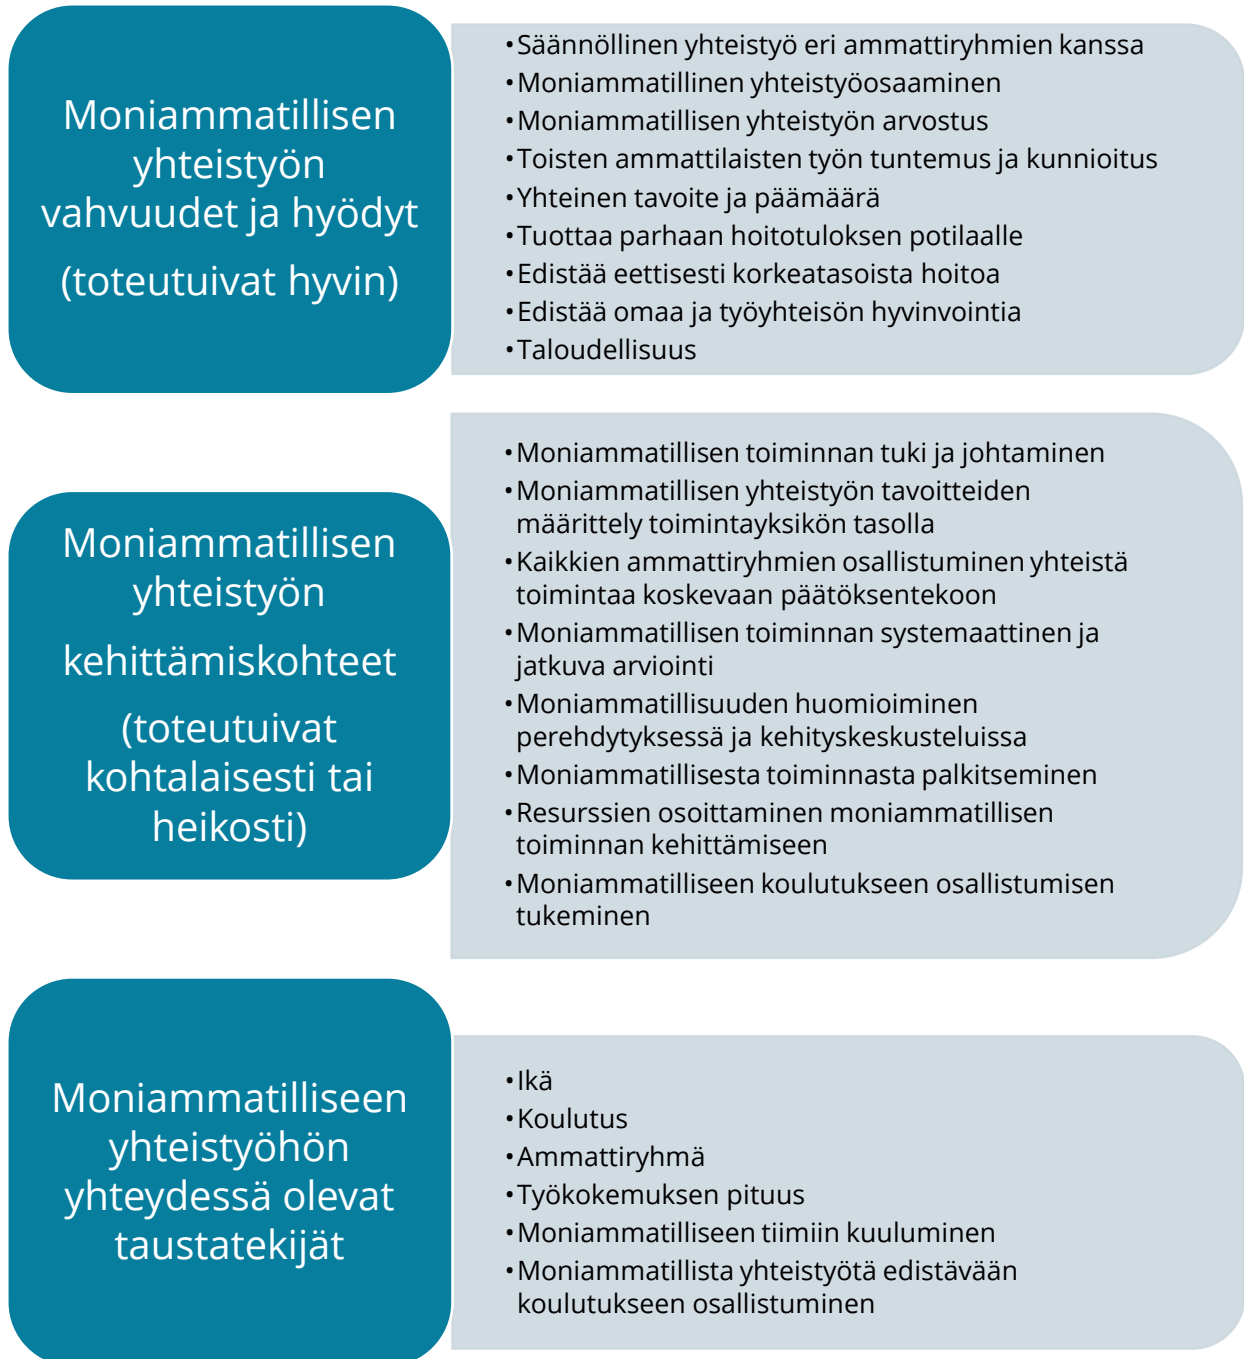 Moniammatillisen
yhteistyön
vahvuudet ja hyödyt
(toteutuivat hyvin)
•Säännöllinen yhteistyö eri ammattiryhmien kanssa
•Moniammatillinen yhteistyöosaaminen
•Moniammatillisen yhteistyön arvostus
•Toisten ammattilaisten työn tuntemus ja kunnioitus
•Yhteinen tavoite ja päämäärä
•Tuottaa parhaan hoitotuloksen potilaalle
•Edistää eettisesti korkeatasoista hoitoa
•Edistää omaa ja työyhteisön hyvinvointia
•Taloudellisuus
Moniammatillisen
yhteistyön
kehittämiskohteet
(toteutuivat
kohtalaisesti tai
heikosti)
•Moniammatillisen toiminnan tuki ja johtaminen
•Moniammatillisen yhteistyön tavoitteiden
määrittely toimintayksikön tasolla
•Kaikkien ammattiryhmien osallistuminen yhteistä
toimintaa koskevaan päätöksentekoon
•Moniammatillisen toiminnan systemaattinen ja
jatkuva arviointi
•Moniammatillisuuden huomioiminen
perehdytyksessä ja kehityskeskusteluissa
•Moniammatillisesta toiminnasta palkitseminen
•Resurssien osoittaminen moniammatillisen
toiminnan kehittämiseen
•Moniammatilliseen koulutukseen osallistumisen
tukeminen
Moniammatilliseen
yhteistyöhön
yhteydessä olevat
taustatekijät
•Ikä
•Koulutus
•Ammattiryhmä
•Työkokemuksen pituus
•Moniammatilliseen tiimiin kuuluminen
•Moniammatillista yhteistyötä edistävään
koulutukseen osallistuminen